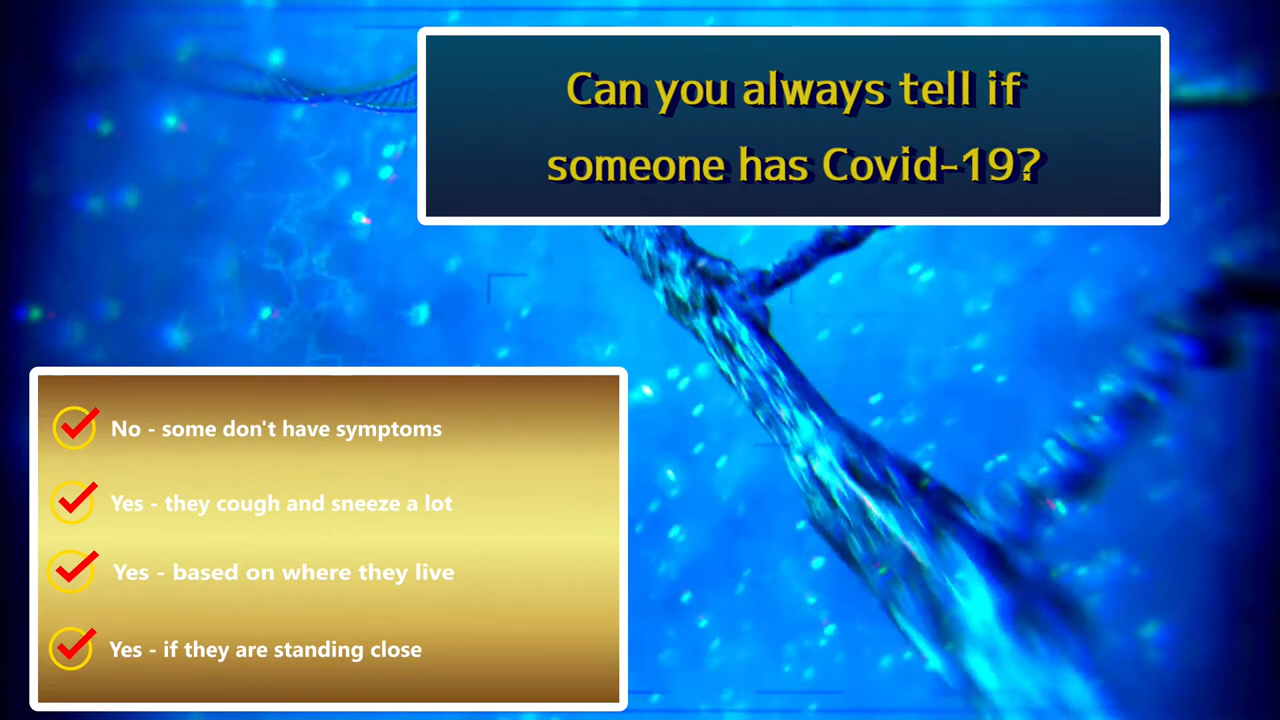 Can you always tell if
someone has Covid-19?
No - some don't have symptoms
Yes - they cough and sneeze a lot
Yes - based on where they live
Yes - if they are standing close